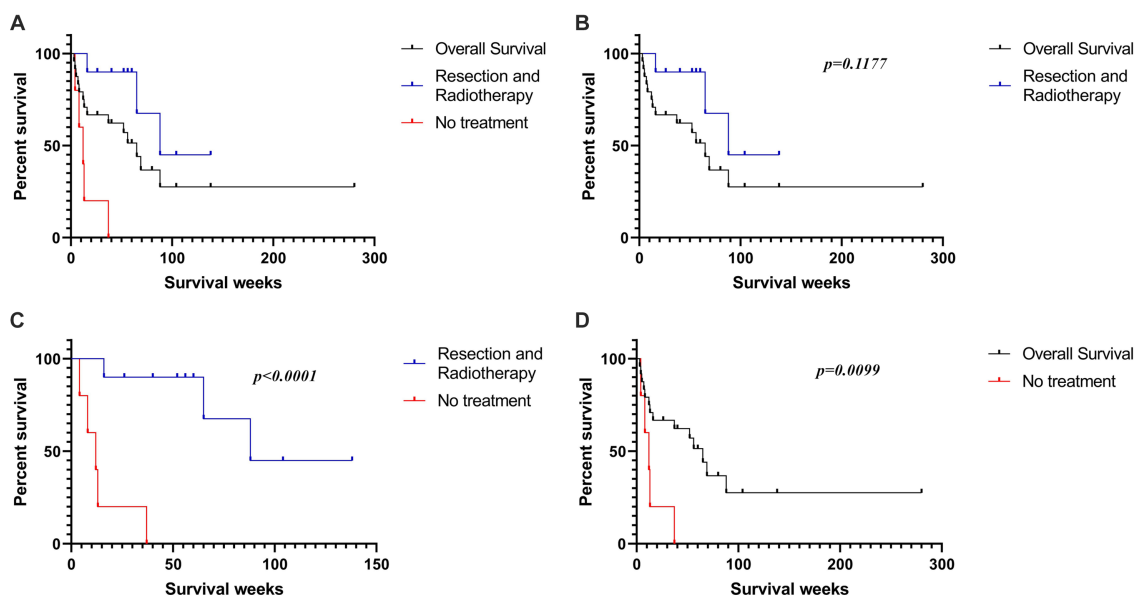 A
Percent survival
100
50
0
0 100 200 300
Survival weeks
Overall Survival
Resection and
Radiotherapy
No treatment
B
Percent survival
100
50
0
0 100 200 300
Survival weeks
p=0.1177
Overall Survival
Resection and
Radiotherapy
C
Percent survival
100
50
0
0 50 100 150
Survival weeks
p<0.0001
Resection and
Radiotherapy
No treatment
D
Percent survival
100
50
0
0 100 200 300
Survival weeks
p=0.0099
Overall Survival
No treatment